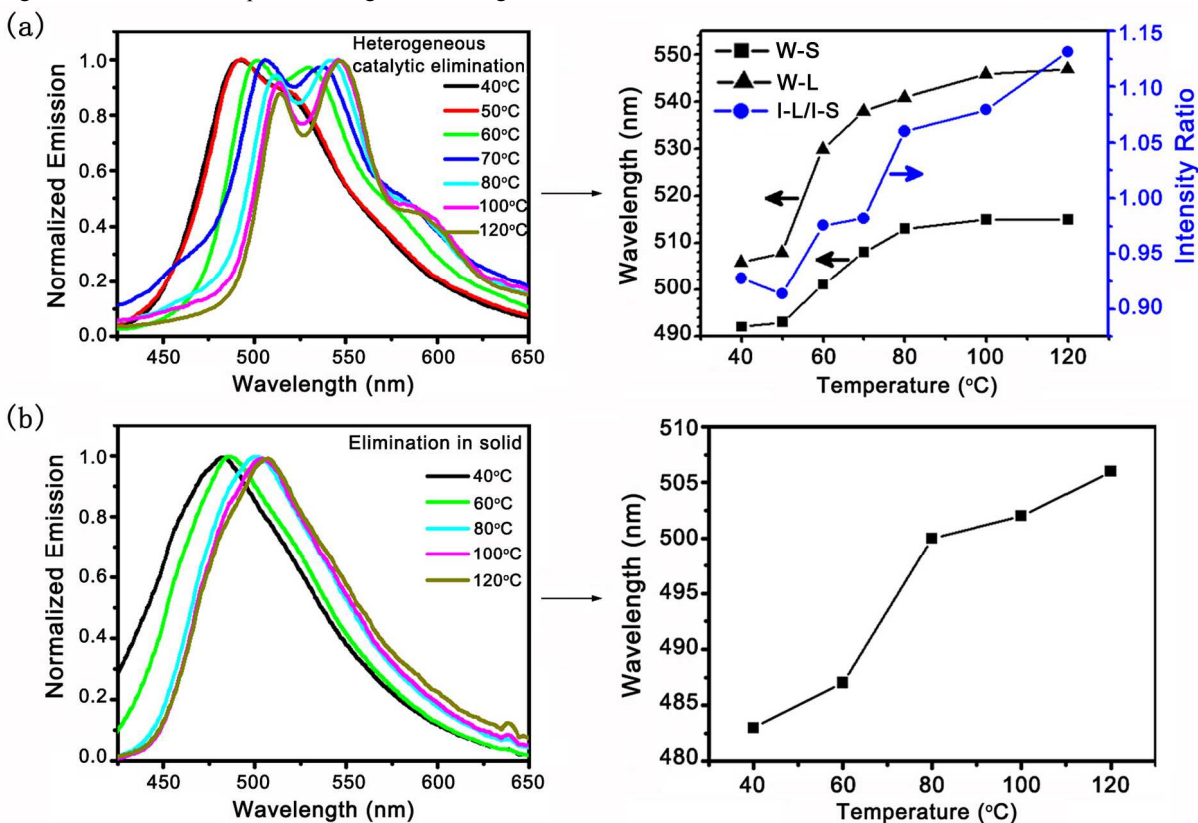 (a)
Heterogeneous
catalytic elimination
40°C
50°C
60°C
70°C
80°C
100°C
120°C
Normalized Emission
1.0
0.8
0.6
0.4
0.2
0.0
450
500
550
600
650
Wavelength (nm)
W-S
W-L
I-L/I-S
Wavelength (nm)
550
540
530
520
510
500
490
40
60
80
100
120
Temperature (°C)
1.15
1.10
1.05
1.00
0.95
0.90
Intensity Ratio
(b)
Elimination in solid
40°C
60°C
80°C
100°C
120°C
Normalized Emission
1.0
0.8
0.6
0.4
0.2
0.0
450
500
550
600
650
Wavelength (nm)
Wavelength (nm)
510
505
500
495
490
485
480
40
60
80
100
120
Temperature (°C)